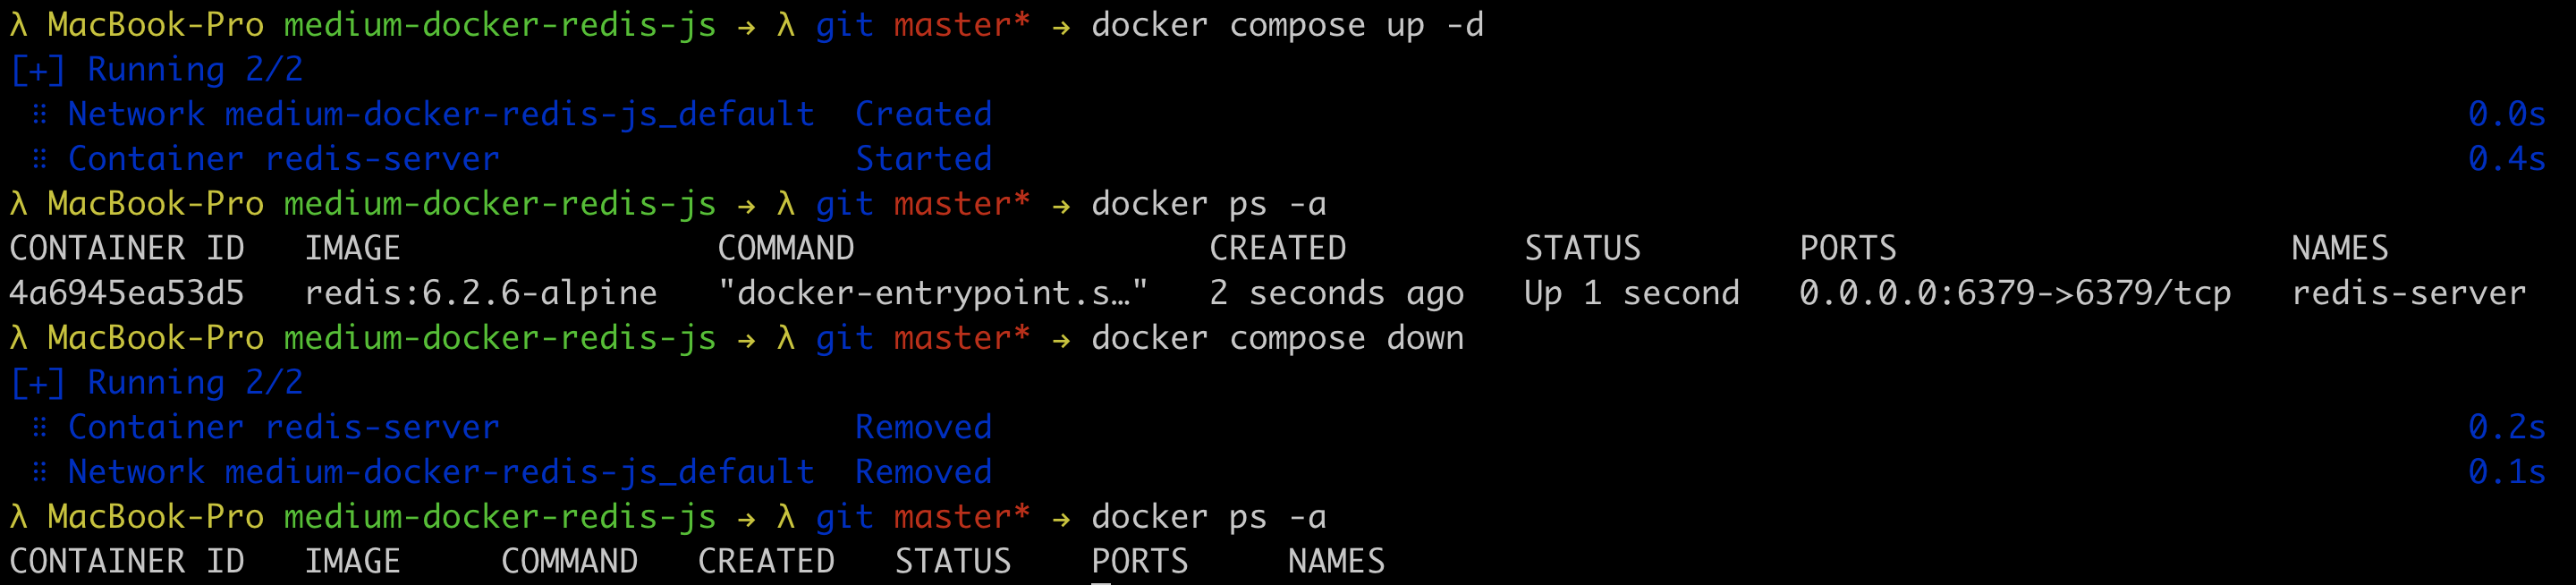 λ MacBook-Pro medium-docker-redis-js → λ git master* → docker compose up -d
[+] Running 2/2
⠿ Network medium-docker-redis-js_default  Created  0.0s
⠿ Container redis-server  Started  0.4s
λ MacBook-Pro medium-docker-redis-js → λ git master* → docker ps -a
CONTAINER ID   IMAGE                COMMAND                  CREATED         STATUS        PORTS                    NAMES
4a6945ea53d5   redis:6.2.6-alpine   "docker-entrypoint.s…"   2 seconds ago   Up 1 second   0.0.0.0:6379->6379/tcp   redis-server
λ MacBook-Pro medium-docker-redis-js → λ git master* → docker compose down
[+] Running 2/2
⠿ Container redis-server  Removed  0.2s
⠿ Network medium-docker-redis-js_default  Removed  0.1s
λ MacBook-Pro medium-docker-redis-js → λ git master* → docker ps -a
CONTAINER ID   IMAGE     COMMAND   CREATED   STATUS    PORTS     NAMES